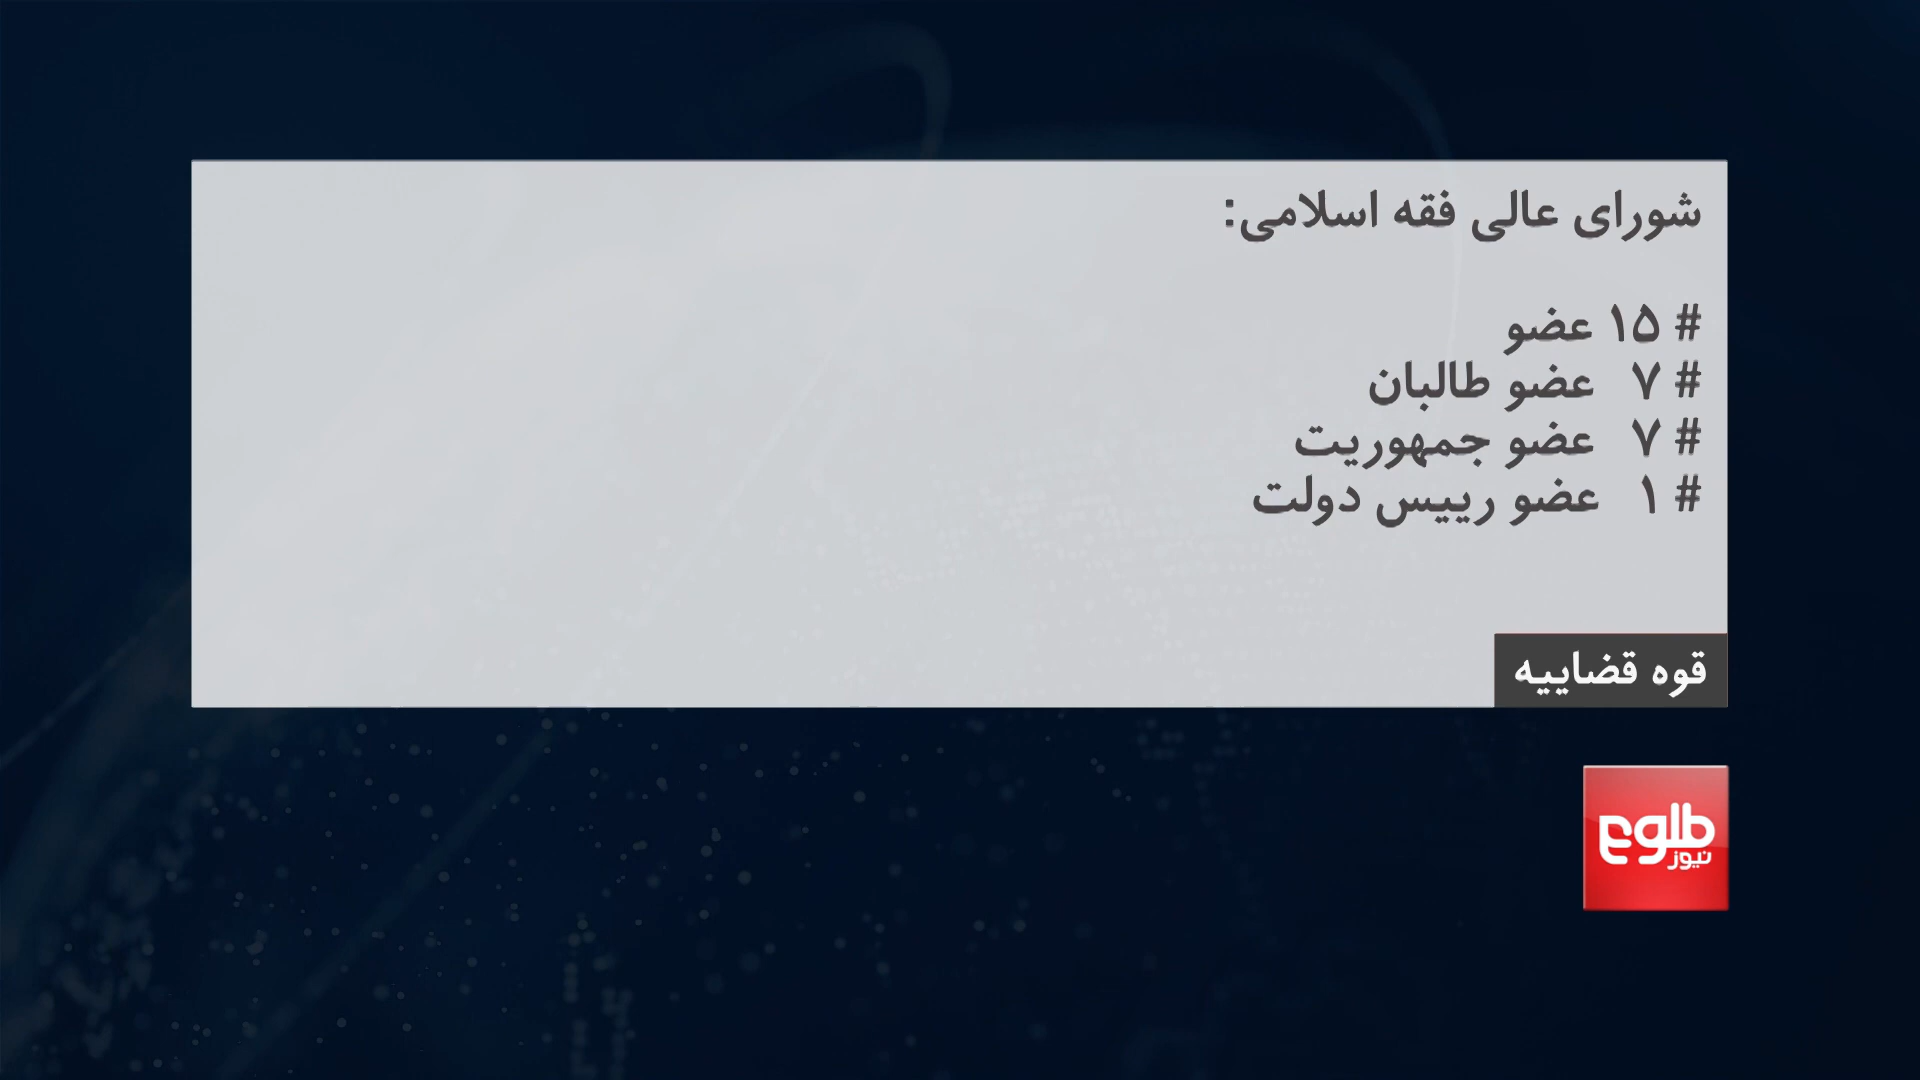 شورای عالی فقه اسلامی:
# ۱۵ عضو
# ۷ عضو طالبان
# ۷ عضو جمهوریت
# ۱ عضو رییس دولت
قوه قضاییه
طلوع
نیوز